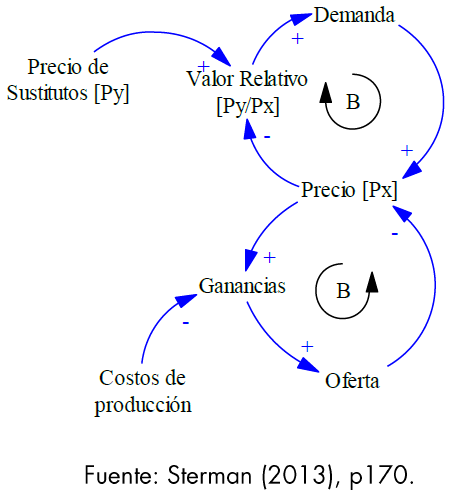 Demanda
+
+
Precio de
Sustitutos [Py]
Valor Relativo
[Py/Px]
B
-
+
Precio [Px]
-
+
Ganancias
B
-
+
Costos de
producción
Oferta
Fuente: Sterman (2013), p170.